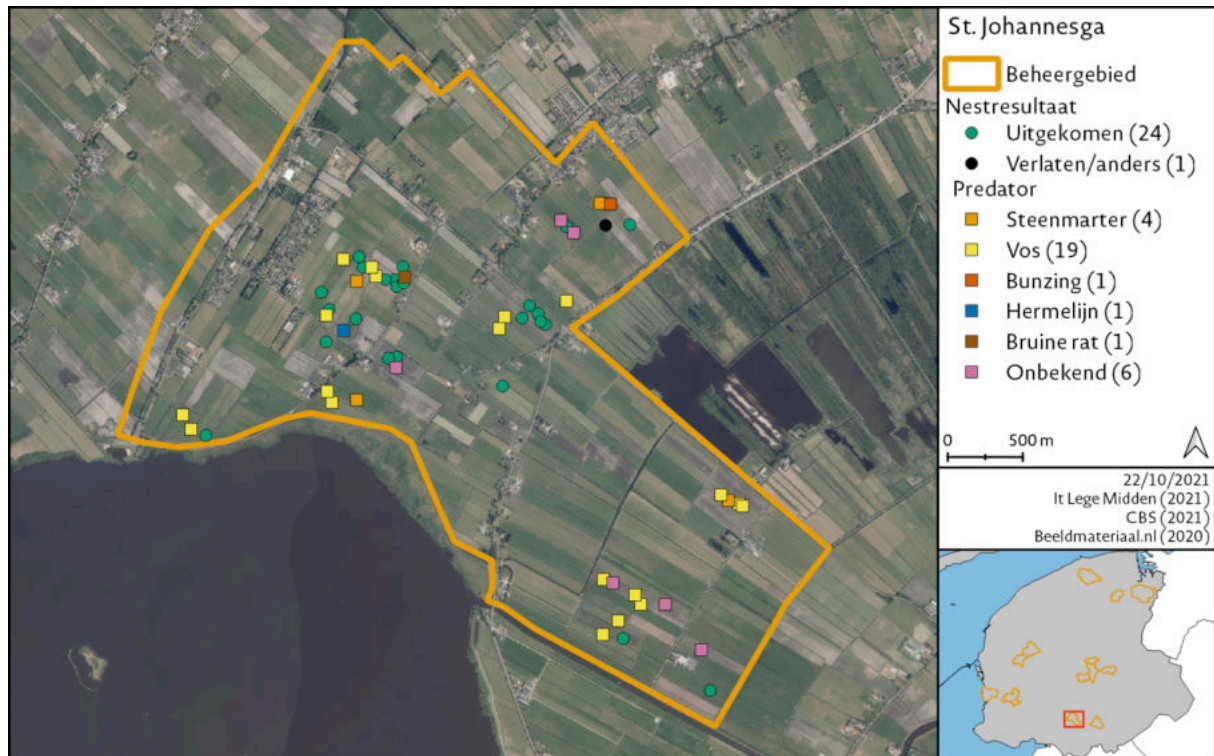 St. Johannesga
Beheergebied
Nestresultaat
Uitgekomen (24)
Verlaten/anders (1)
Predator
Steenmarter (4)
Vos (19)
Bunzing (1)
Hermelijn (1)
Bruine rat (1)
Onbekend (6)
0 500 m
22/10/2021
It Lege Midden (2021)
CBS (2021)
Beeldmateriaal.nl (2020)